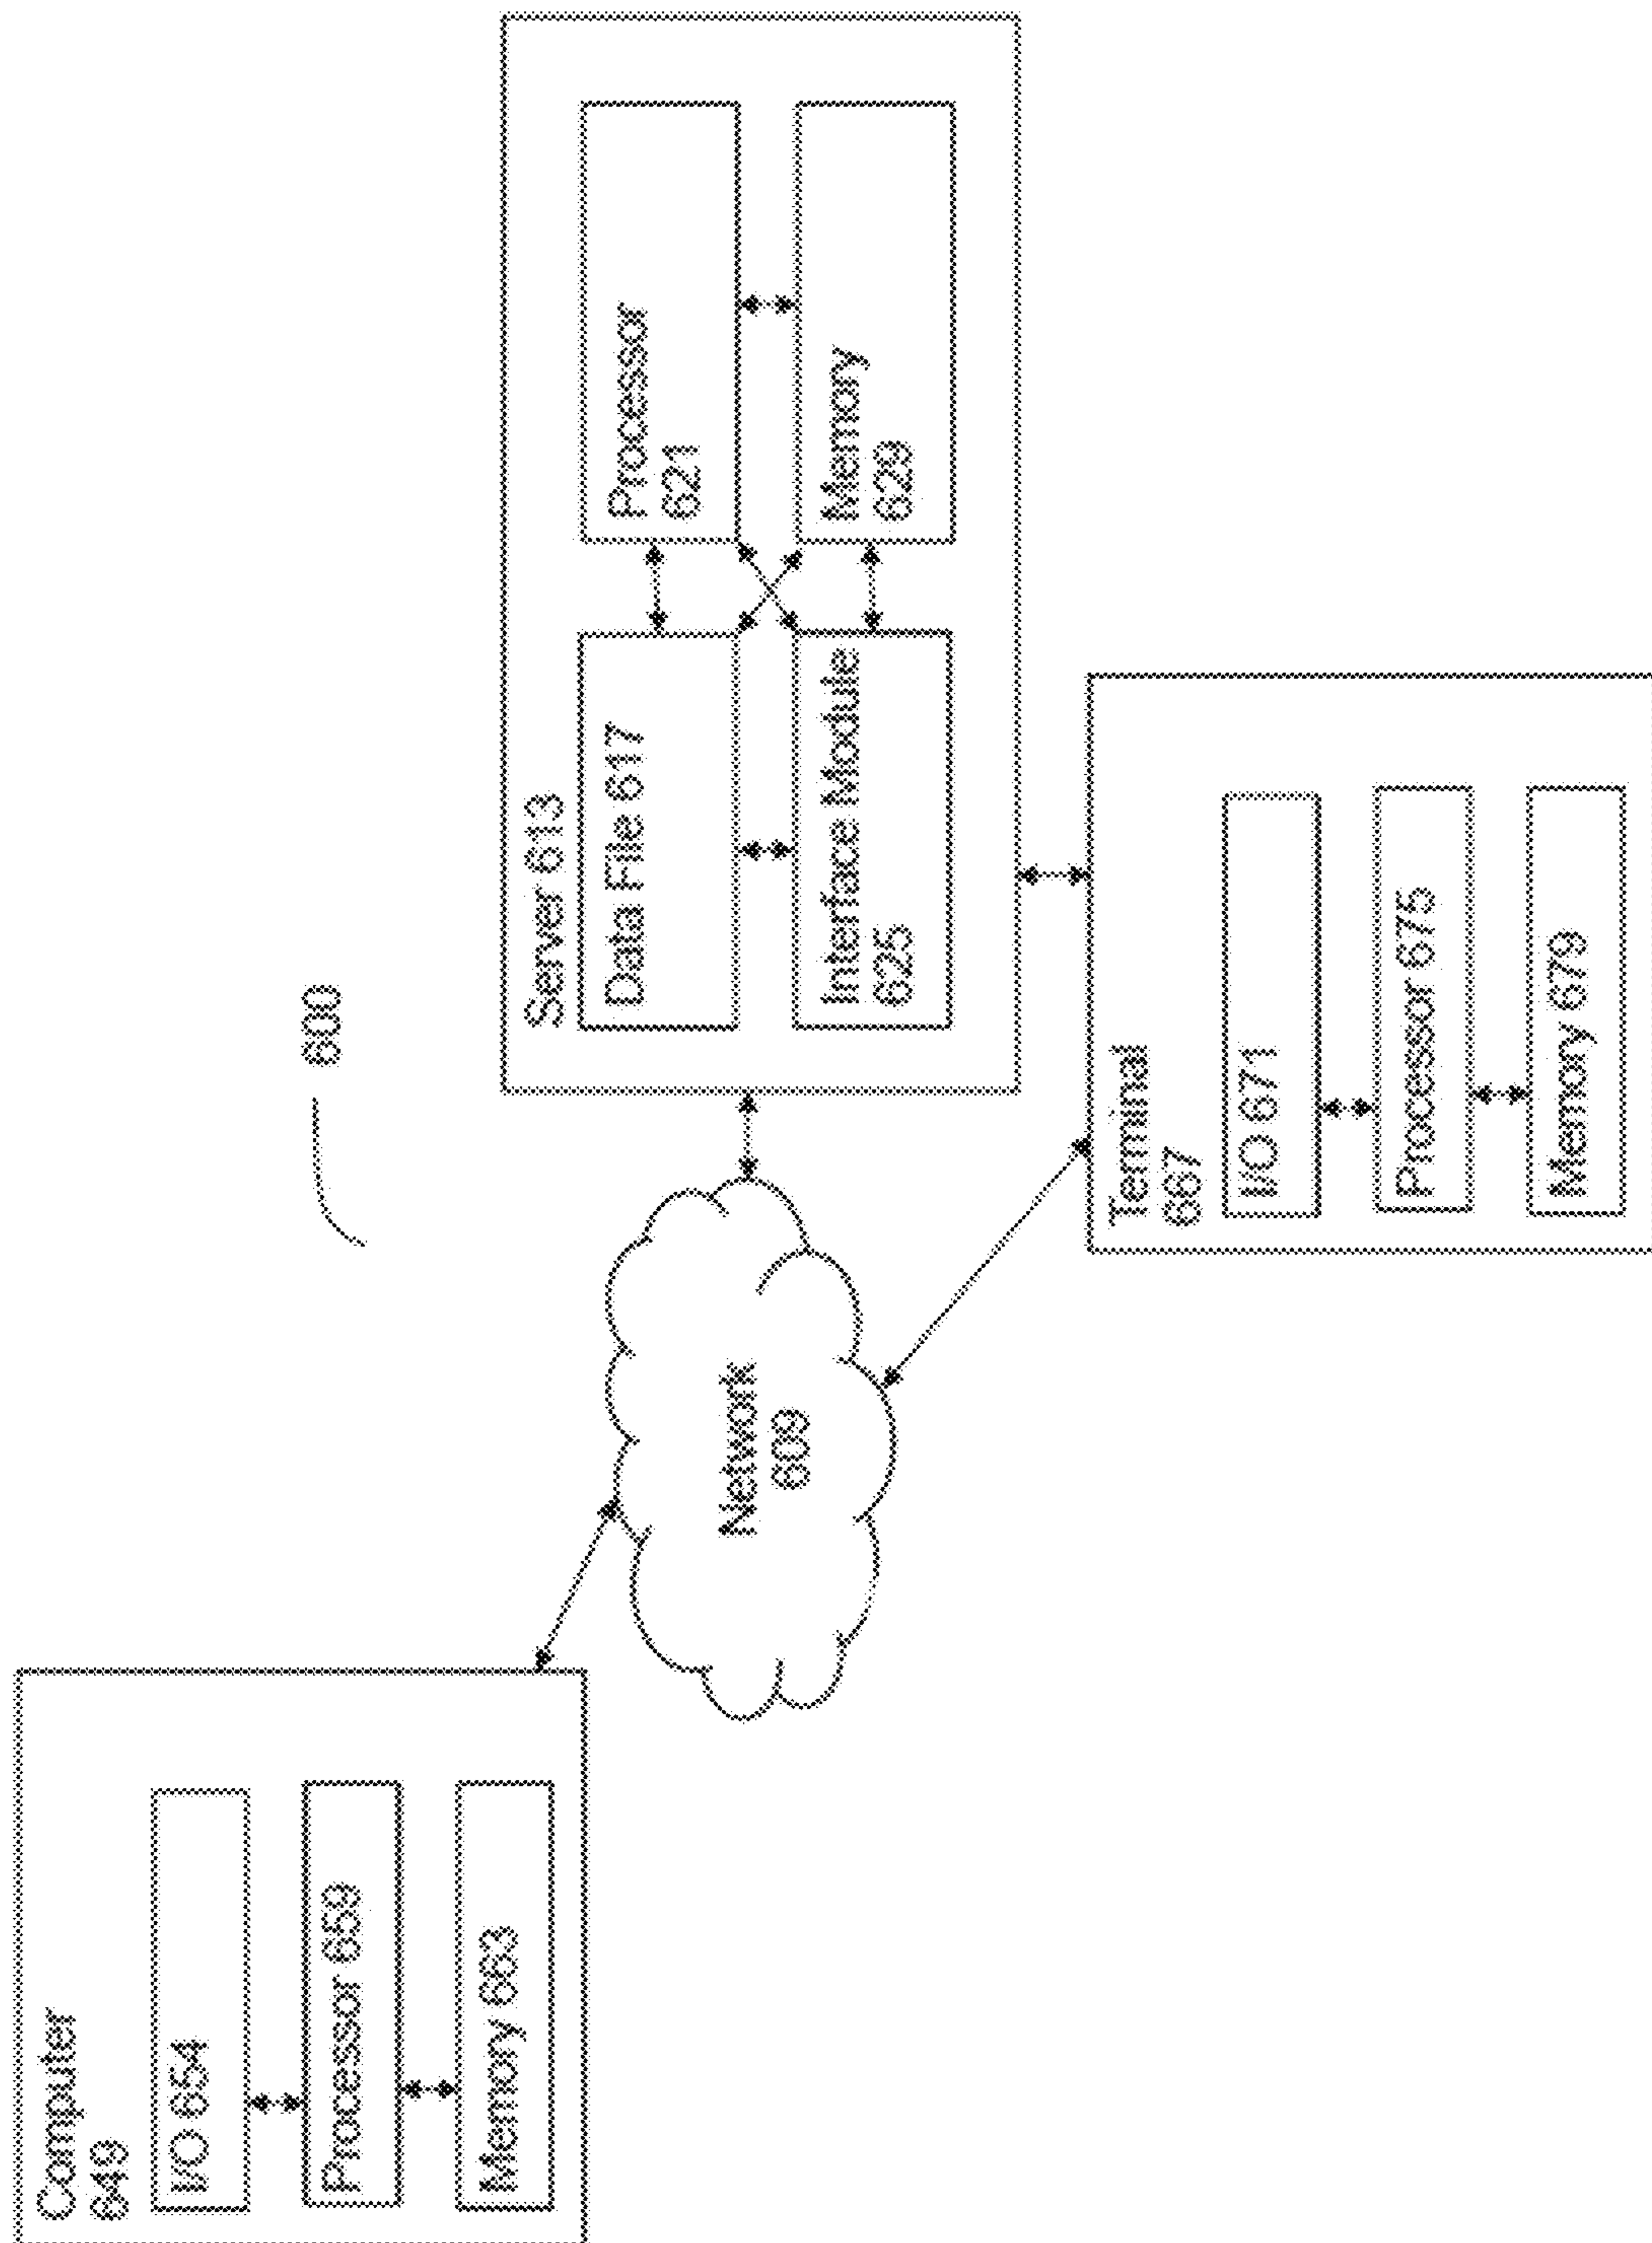 600
Computer
649
I/O 654
Processor 659
Memory 663
Network
609
Server 613
Data File 617
Processor
621
Interface Module
625
Memory
629
Terminal
667
I/O 671
Processor 675
Memory 679